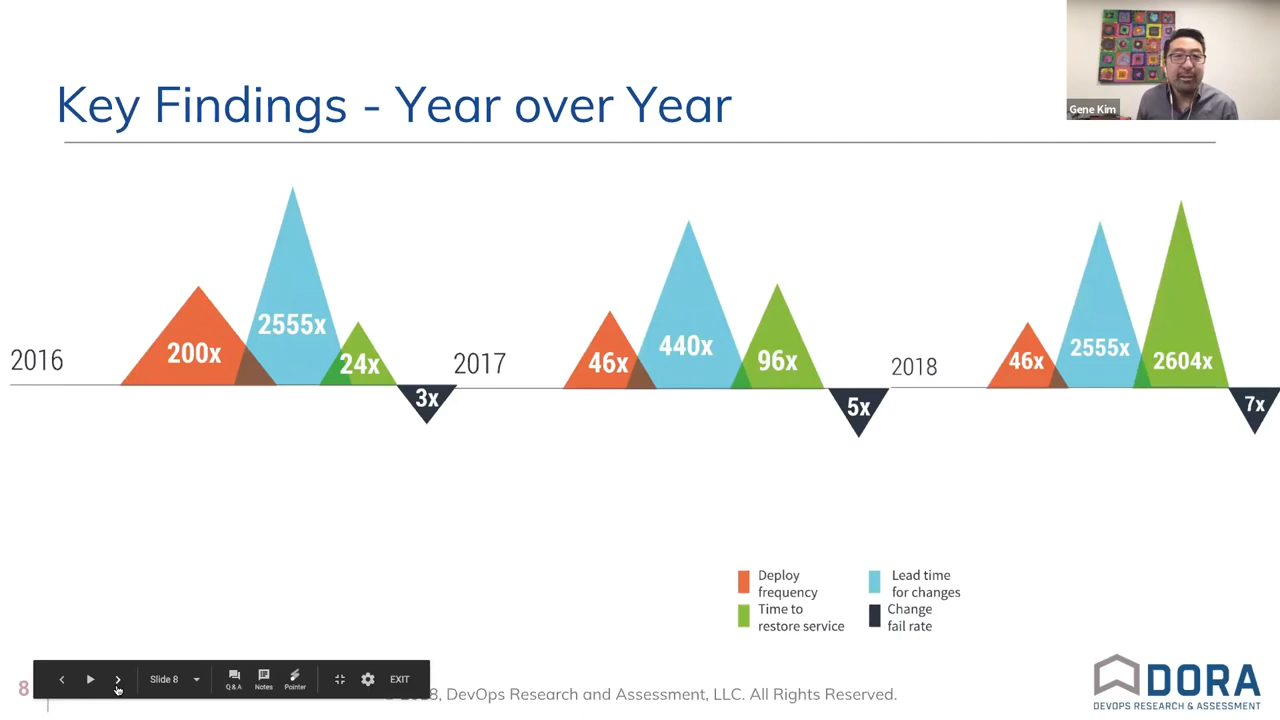 Key Findings - Year over Year
Gene Kim
2016
200x
2555x
24x
3x
2017
46x
440x
96x
5x
2018
46x
2555x
2604x
7x
Deploy
frequency
Lead time
for changes
Time to
restore service
Change
fail rate
8
Slide 8
Q & A
Notes
Pointer
EXIT
8, DevOps Research and Assessment, LLC. All Rights Reserved.
DORA
DEVOPS RESEARCH & ASSESSMENT